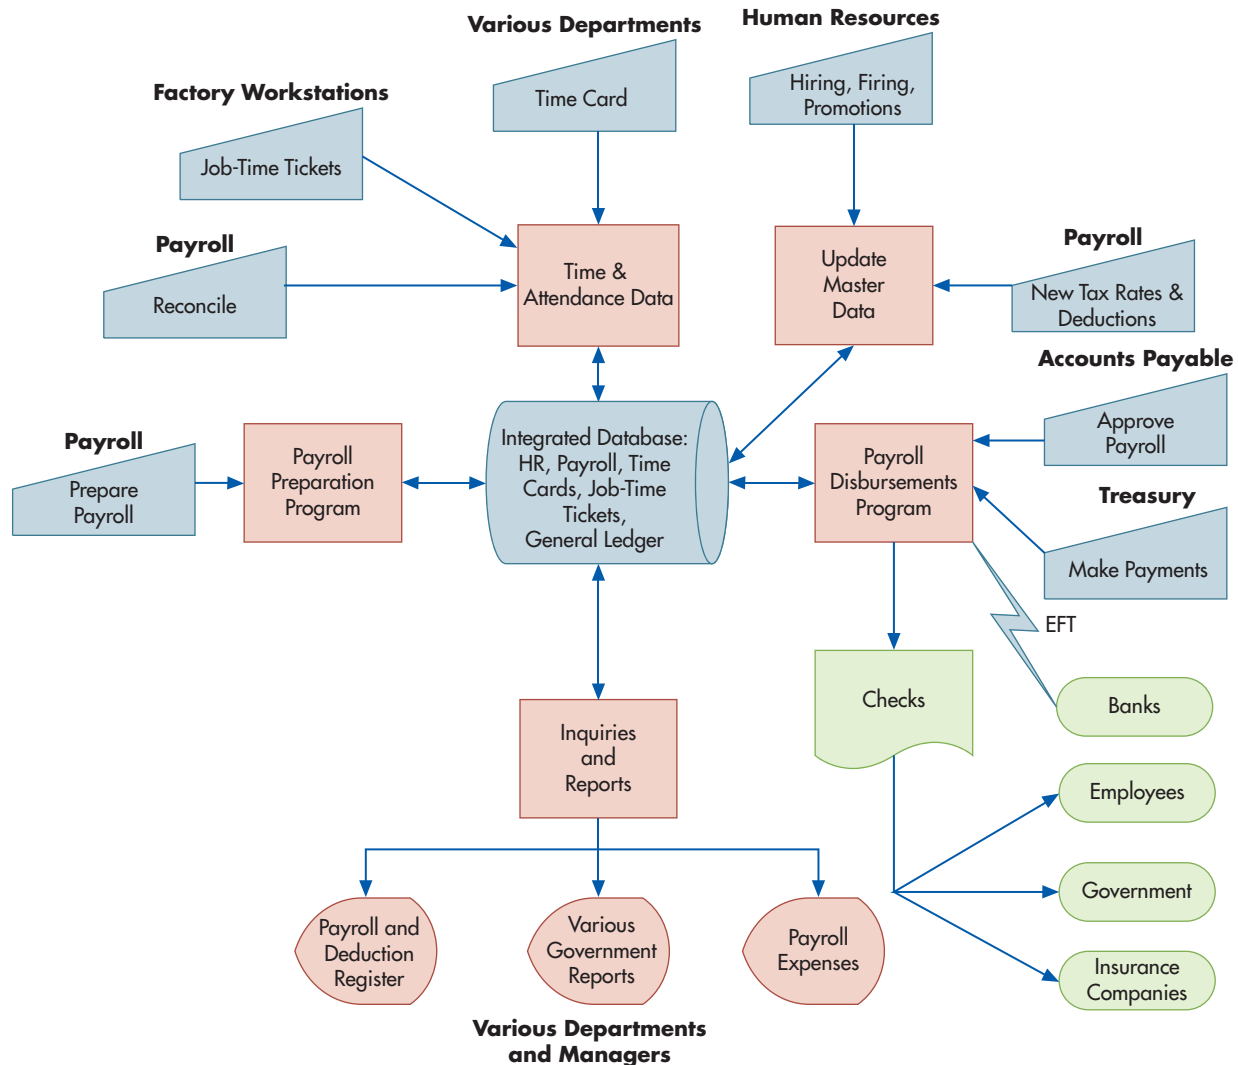 Human Resources
Various Departments
Hiring, Firing,
Promotions
Time Card
Factory Workstations
Job-Time Tickets
Payroll
Reconcile
Time &
Attendance Data
Update
Master
Data
Payroll
New Tax Rates &
Deductions
Accounts Payable
Approve
Payroll
Payroll
Prepare
Payroll
Payroll
Preparation
Program
Integrated Database:
HR, Payroll, Time
Cards, Job-Time
Tickets,
General Ledger
Payroll
Disbursements
Program
Treasury
Make Payments
EFT
Checks
Banks
Employees
Government
Insurance
Companies
Inquiries
and
Reports
Payroll and
Deduction
Register
Various
Government
Reports
Payroll
Expenses
Various Departments
and Managers